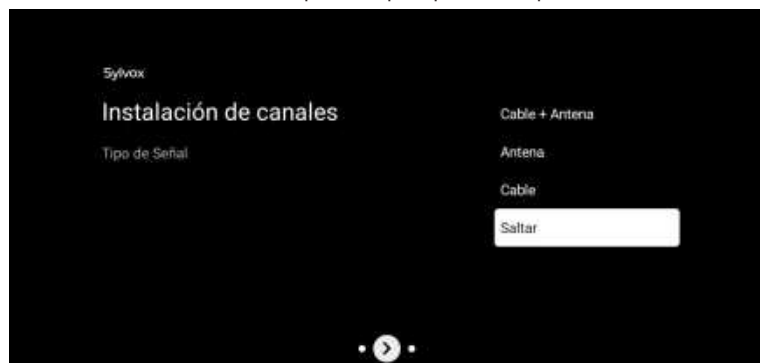 Sylvox
Instalación de canales
Tipo de Señal
Cable + Antena
Antena
Cable
Saltar